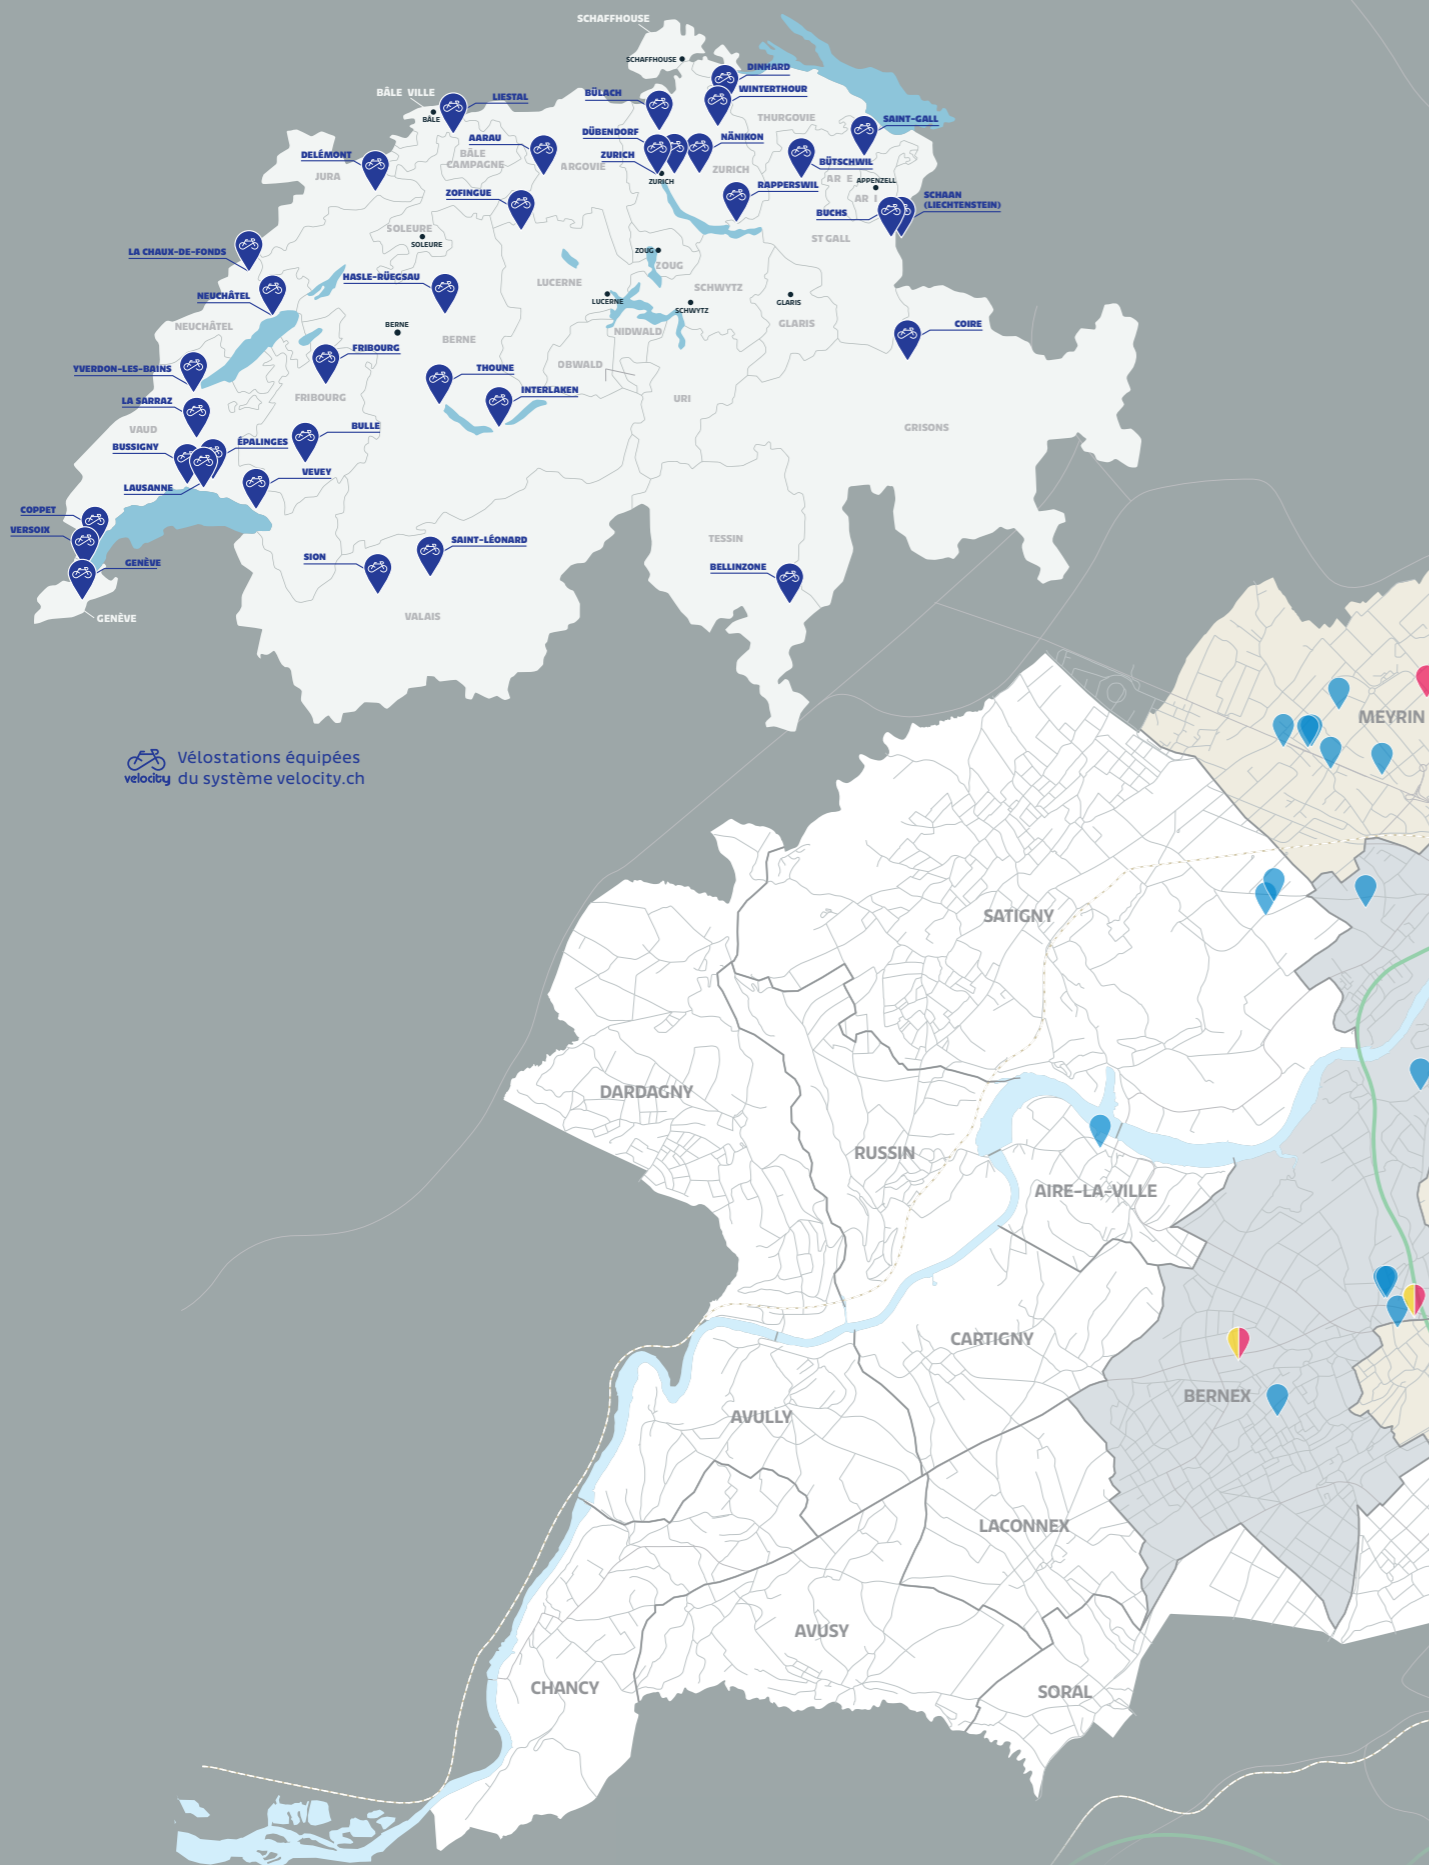 SCHAFFHOUSE
SCHAFFHOUSE
DINHARD
BÂLE VILLE
LIESTAL
BÜLACH
WINTERTHOUR
BÂLE
THURGOVIE
SAINT-GALL
AARAU
DÜBENDORF
NÄNIKON
DELÉMONT
BÂLE
CAMPAGNE
ARGOVIE
ZURICH
ZURICH
BÜTSCHWIL
JURA
ZURICH
AR E
APPENZELL
ZOFINGUE
RAPPERSWIL
AR I
SCHAAN
(LIECHTENSTEIN)
BUCHS
SOLEURE
SOLEURE
ST GALL
LA CHAUX-DE-FONDS
ZOUG
ZOUG
HASLE-RÜEGSAU
LUCERNE
SCHWYTZ
NEUCHÂTEL
LUCERNE
SCHWYTZ
GLARIS
NEUCHÂTEL
BERNE
BERNE
NIDWALD
GLARIS
COIRE
FRIBOURG
YVERDON-LES-BAINS
THOUNE
OBWALD
INTERLAKEN
FRIBOURG
URI
LA SARRAZ
VAUD
BULLE
GRISONS
BUSSIGNY
ÉPALINGES
VEVEY
LAUSANNE
COPPET
VERSOIX
SAINT-LÉONARD
TESSIN
SION
GENÈVE
BELLINZONE
GENÈVE
VALAIS
MEYRIN
Vélostations équipées
velocity du système velocity.ch
SATIGNY
DARDAGNY
RUSSIN
AIRE-LA-VILLE
CARTIGNY
BERNEX
AVULLY
LACONNEX
AVUSY
CHANCY
SORAL